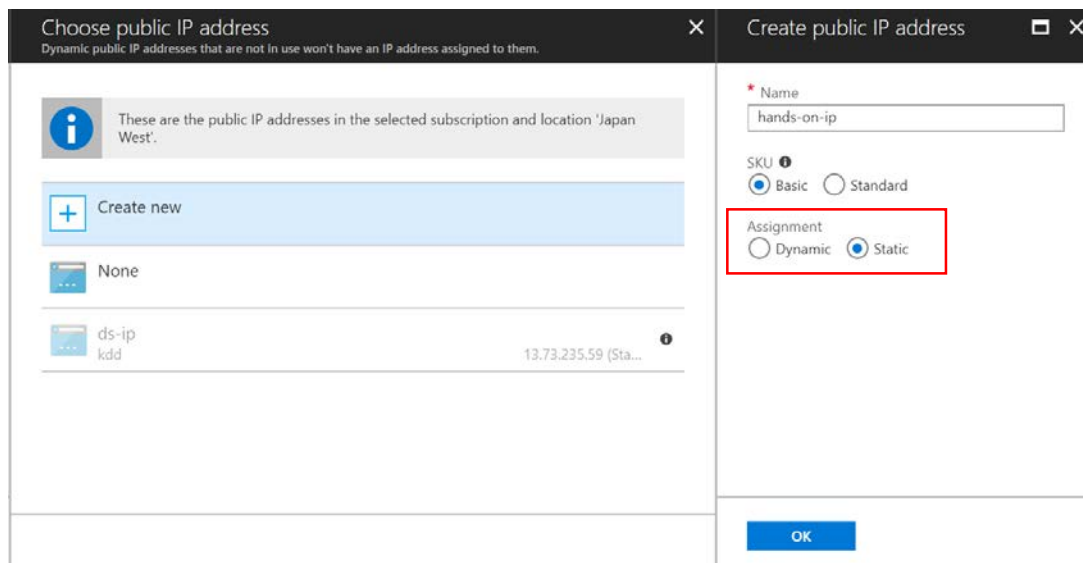 Choose public IP address
Dynamic public IP addresses that are not in use won't have an IP address assigned to them.
These are the public IP addresses in the selected subscription and location 'Japan
West'.
Create new
None
ds-ip
kdd
13.73.235.59 (Sta...
Create public IP address
* Name
hands-on-ip
SKU
Basic Standard
Assignment
Dynamic Static
OK